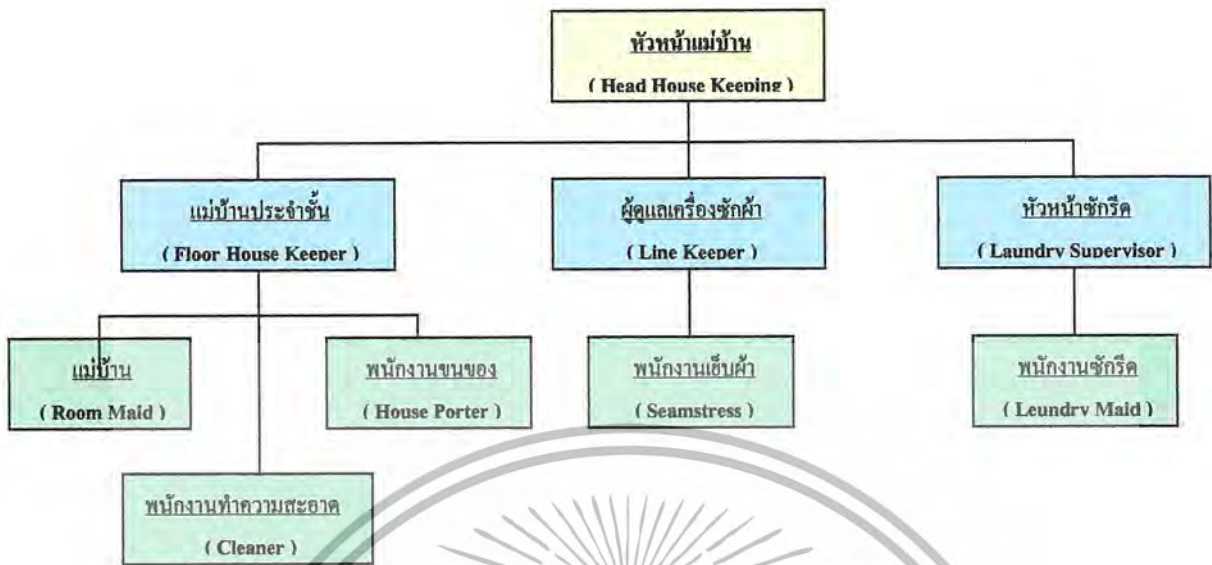 หัวหน้าแม่บ้าน
( Head House Keeping )
แม่บ้านประจำชั้น
( Floor House Keeper )
ผู้ดูแลเครื่องซักผ้า
( Line Keeper )
หัวหน้าซักรีด
( Laundry Supervisor )
แม่บ้าน
( Room Maid )
พนักงานขนของ
( House Porter )
พนักงานเย็บผ้า
( Seamstress )
พนักงานซักรีด
( Leundry Maid )
พนักงานทำความสะอาด
( Cleaner )